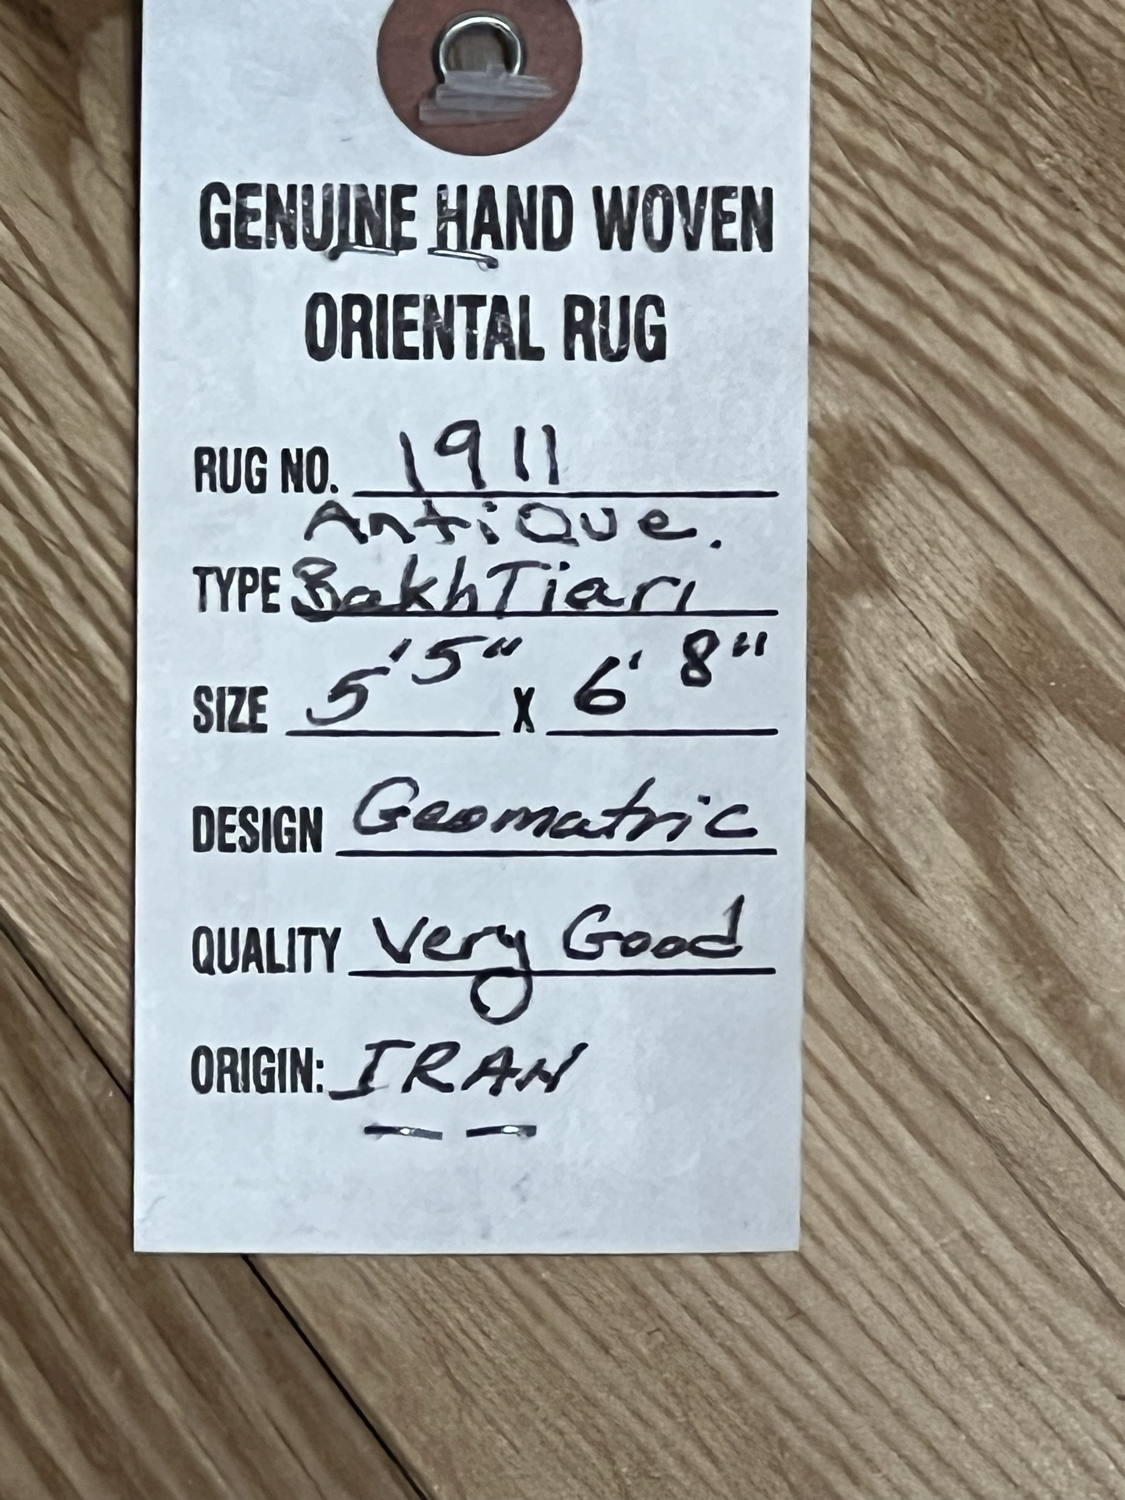 GENUINE HAND WOVEN
ORIENTAL RUG
RUG NO. 1911
Antique.
TYPE BakhTiari
SIZE 5'5" X 6'8"
DESIGN Geomatric
QUALITY Very Good
ORIGIN: IRAN